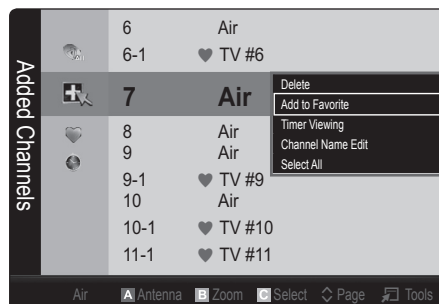 Added Channels
6 Air
6-1 ♥ TV #6
7 Air
8 Air
9 Air
9-1 ♥ TV #9
10 Air
10-1 ♥ TV #10
11-1 ♥ TV #11
Delete
Add to Favorite
Timer Viewing
Channel Name Edit
Select All
Air A Antenna B Zoom C Select Page Tools